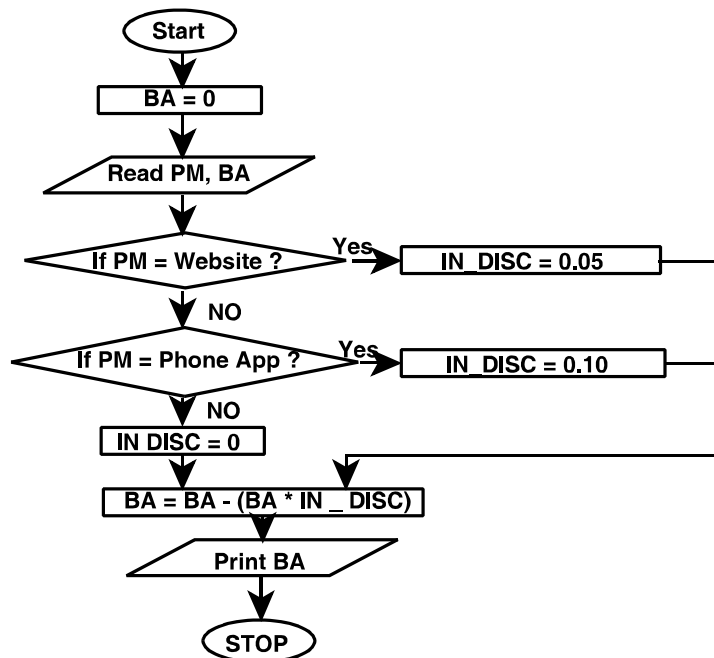 Start
BA = 0
Read PM, BA
If PM = Website ?
Yes
IN_DISC = 0.05
NO
If PM = Phone App ?
Yes
IN_DISC = 0.10
NO
IN DISC = 0
BA = BA - (BA * IN _ DISC)
Print BA
STOP